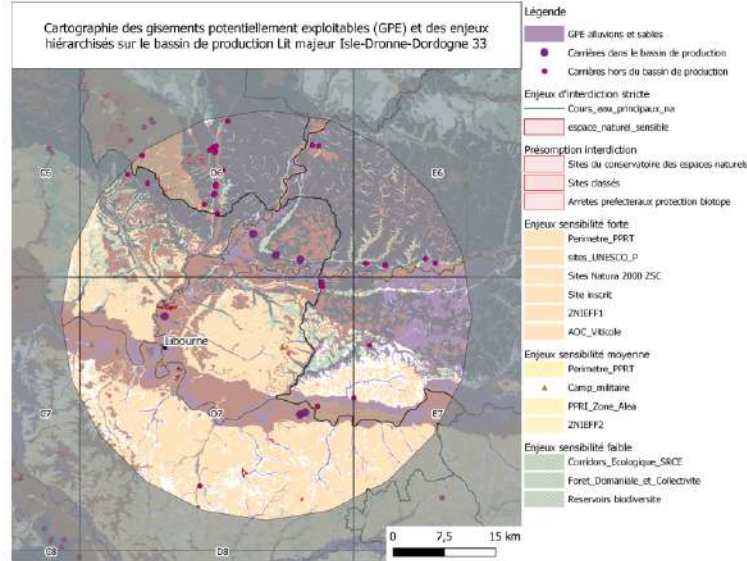 Cartographie des gisements potentiellement exploitables (GPE) et des enjeux
hiérarchisés sur le bassin de production Lit majeur Isle-Dronne-Dordogne 33
Légende
GPE alluvions et sables
Carrières dans le bassin de production
Carrières hors du bassin de production
Enjeux d'interdiction stricte
Cours_eau_principaux_na
espace_naturel_sensible
Présomption interdiction
Sites du conservatoire des espaces naturels
Sites classés
Arretes prefecteraux protection biotope
Enjeux sensibilité forte
Perimetre_PPRT
sites_UNESCO_P
Sites Natura 2000 ZSC
Site inscrit
ZNIEFF1
AOC_Viticole
Enjeux sensibilité moyenne
Perimetre_PPRT
Camp_militaire
PPRI_Zone_Alea
ZNIEFF2
Enjeux sensibilité faible
Corridors_Ecologique_SRCE
Foret_Domaniale_et_Collectivite
Reservoirs biodiversite
C6
D6
E6
Libourne
C7
D7
E7
C8
D8
0
7,5
15 km